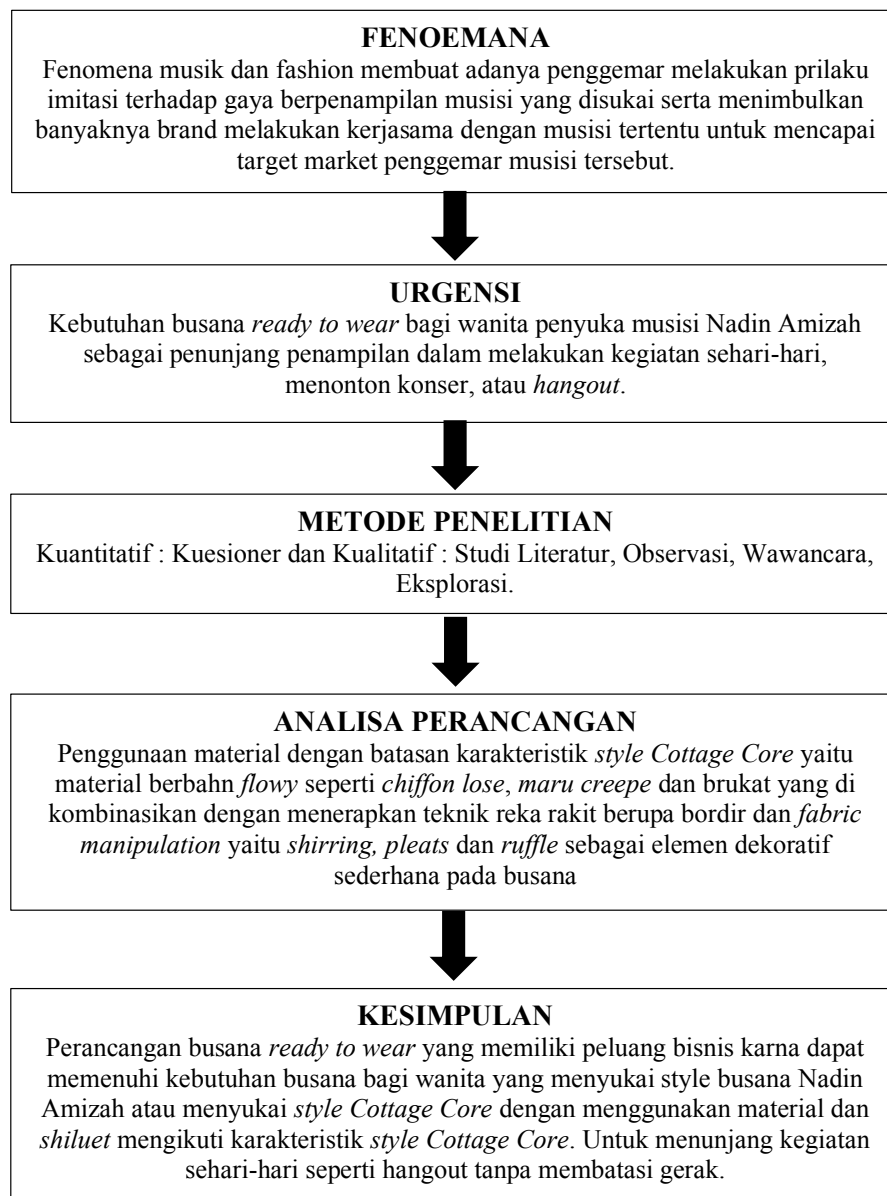 FENOEMANA
Fenomena musik dan fashion membuat adanya penggemar melakukan prilaku
imitasi terhadap gaya berpenampilan musisi yang disukai serta menimbulkan
banyaknya brand melakukan kerjasama dengan musisi tertentu untuk mencapai
target market penggemar musisi tersebut.
URGENSI
Kebutuhan busana ready to wear bagi wanita penyuka musisi Nadin Amizah
sebagai penunjang penampilan dalam melakukan kegiatan sehari-hari,
menonton konser, atau hangout.
METODE PENELITIAN
Kuantitatif : Kuesioner dan Kualitatif : Studi Literatur, Observasi, Wawancara,
Eksplorasi.
ANALISA PERANCANGAN
Penggunaan material dengan batasan karakteristik style Cottage Core yaitu
material berbahn flowy seperti chiffon lose, maru creepe dan brukat yang di
kombinasikan dengan menerapkan teknik reka rakit berupa bordir dan fabric
manipulation yaitu shirring, pleats dan ruffle sebagai elemen dekoratif
sederhana pada busana
KESIMPULAN
Perancangan busana ready to wear yang memiliki peluang bisnis karna dapat
memenuhi kebutuhan busana bagi wanita yang menyukai style busana Nadin
Amizah atau menyukai style Cottage Core dengan menggunakan material dan
shiluet mengikuti karakteristik style Cottage Core. Untuk menunjang kegiatan
sehari-hari seperti hangout tanpa membatasi gerak.